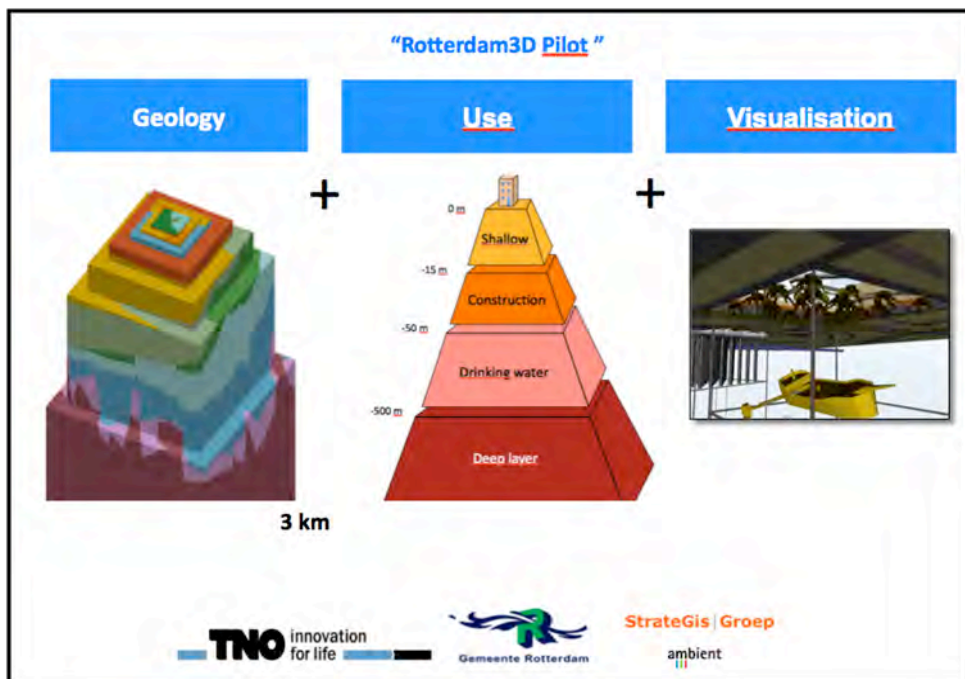 “Rotterdam3D Pilot ”
Geology
Use
Visualisation
+
+
0 m
Shallow
-15 m
Construction
-50 m
Drinking water
-500 m
Deep layer
3 km
TNO innovation
for life
R
Gemeente Rotterdam
StrateGis|Groep
ambient